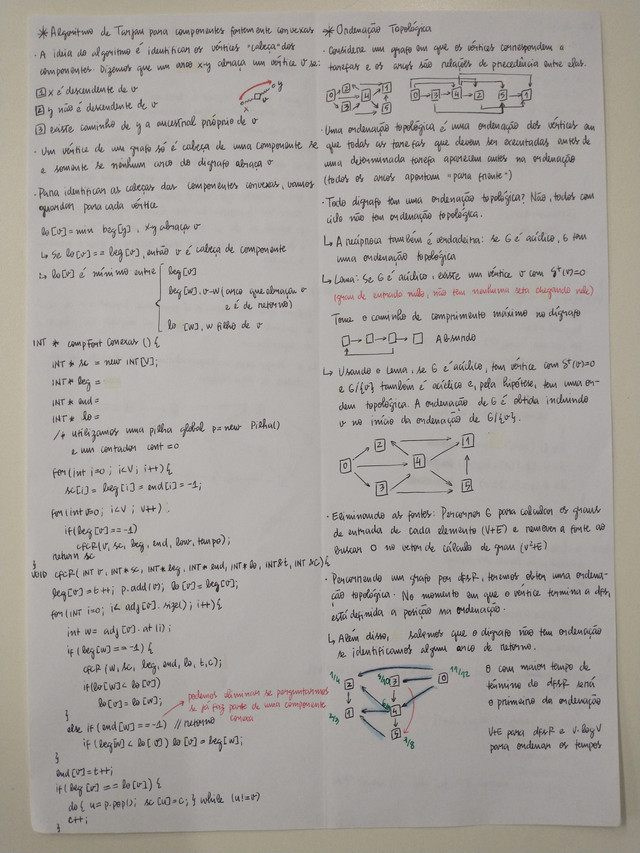 * Algoritmo de Tarjan para componentes fortemente conexas
· A ideia do algoritmo é identificar os vértices "cabeça" dos
componentes. Dizemos que um arco x-y abraça um vértice v se:
1 x é descendente de v
2 y não é descendente de v
3 existe caminho de y a ancestral próprio de v
x v y
· Um vértice de um grafo só é cabeça de uma componente se
e somente se nenhum arco do digrafo abraça v
· Para identificar as cabeças das componentes conexas, vamos
guardar para cada vértice
lo[v] = min beg[y], x-y abraça v
↳ se lo[v] == beg[v], então v é cabeça de componente
↳ lo[v] é mínimo entre
beg[v]
beg[w], v-w (arco que abraça v
e é de retorno)
lo[w], w filho de v
INT * compFortConexas () {
INT * sc = new INT[V];
INT * beg =
INT * end =
INT * lo =
/* utilizamos uma pilha global p = new Pilha()
e um contador cont = 0
for (int i=0; i<V; i++) {
sc[i] = beg[i] = end[i] = -1;
for (int v=0; i<V; v++)
if (beg[v] == -1)
cfcR(v, sc, beg, end, low, tempo);
return sc
}
VOID cfcR( INT v, INT* sc, INT* beg, INT* end, INT* lo, INT &t, INT &c) {
beg[v] = t++; p.add(v); lo[v] = beg[v];
for (int i=0; i< adj[v].size(); i++) {
int w= adj[v].at(i);
if (beg[w] == -1) {
cfcR (w, sc, beg, end, lo, t, c);
if (lo[w] < lo[v])
lo[v] = lo[w];
}
podemos eliminar se perguntarmos
se já faz parte de uma componente
conexa
else if (end[w] == -1) // retorno
if (beg[w] < lo[v]) lo[v] = beg[w];
}
end[v] = t++;
if (beg[v] == lo[v]) {
do { u= p.pop(); sc[u]=c; } while (u!=v)
c++;
}
* Ordenação Topológica
· Considere um grafo em que os vértices correspondem a
tarefas e os arcos são relações de precedência entre elas.
0 2 1 4 3 5
0 3 4 2 5 1
· Uma ordenação topológica é uma ordenação dos vértices em
que todas as tarefas que devem ser executadas antes de
uma determinada tarefa aparecem antes na ordenação
(todos os arcos apontam "para frente")
· Todo digrafo tem uma ordenação topológica? Não, todos com
ciclo não tem ordenação topológica.
↳ A recíproca também é verdadeira: se G é acíclico, G tem
uma ordenação topológica
↳ Lema: Se G é acíclico, existe um vértice v com S⁺(v)=0
(grau de entrada nulo, não tem nenhuma seta chegando nele)
Tome o caminho de comprimento máximo no digrafo
Absurdo
↳ Usando o lema, se G é acíclico, tem vértice com S⁺(v)=0
e G/{v} também é acíclico e, pela hipótese, tem uma or-
dem topológica. A ordenação de G é obtida incluindo
v no início da ordenação de G/{v}.
2 1
0 4
3 5
· Eliminando as fontes: Percorrer G para calcular os graus
de entrada de cada elemento (V+E) e remover a fonte ao
buscar 0 no vetor de cálculo de grau (V²+E)
· Percorrendo um grafo por dfsR, teremos obter uma ordena-
ção topológica. No momento em que o vértice termina a dfs,
está definida a posição na ordenação.
↳ Além disso, sabemos que o digrafo não tem ordenação
se identificamos algum arco de retorno.
1/4 2 3 0 11/12
2/3 1 4
5 7/8
O com maior tempo de
término do dfsR será
o primeiro da ordenação
V+E para dfsR e V·logV
para ordenar os tempos